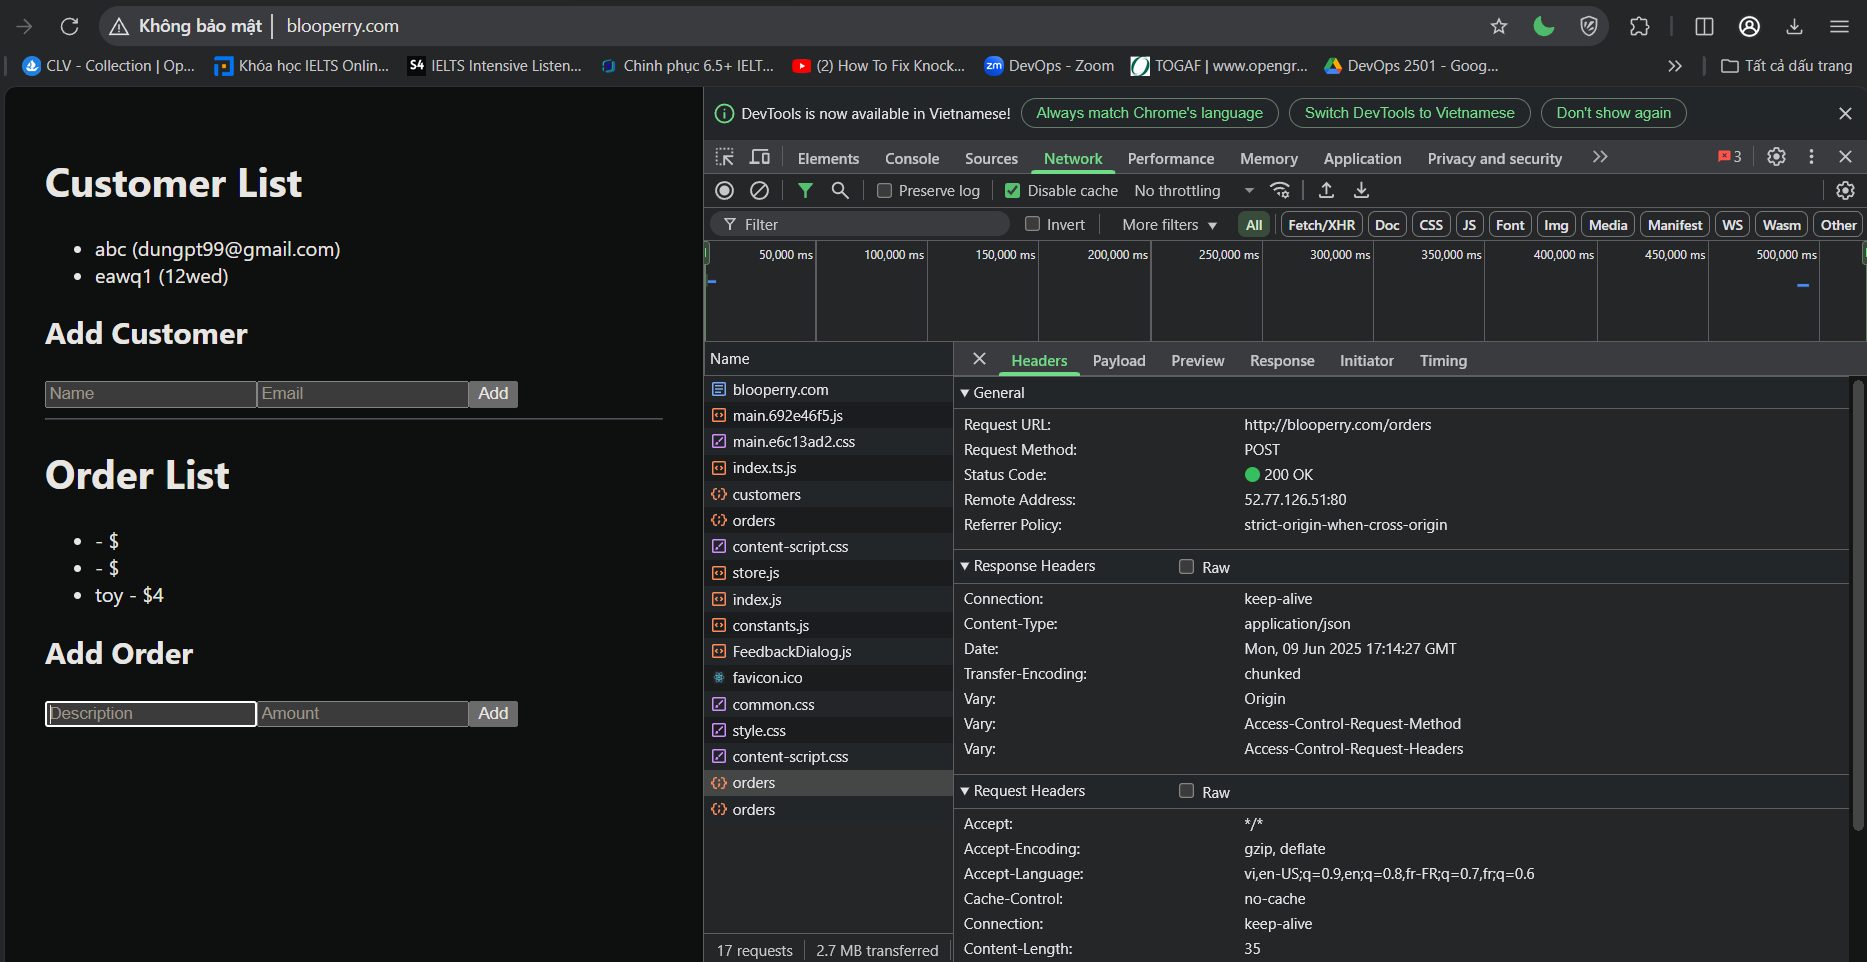 Không bảo mật | blooperry.com
CLV - Collection | Op... Khóa học IELTS Onlin... S4 IELTS Intensive Listen... Chinh phục 6.5+ IELT... (2) How To Fix Knock... zm DevOps - Zoom TOGAF | www.opengr... DevOps 2501 - Goog... Tất cả dấu trang
DevTools is now available in Vietnamese! Always match Chrome's language Switch DevTools to Vietnamese Don't show again
Elements Console Sources Network Performance Memory Application Privacy and security 3
Preserve log Disable cache No throttling
Filter Invert More filters All Fetch/XHR Doc CSS JS Font Img Media Manifest WS Wasm Other
50,000 ms 100,000 ms 150,000 ms 200,000 ms 250,000 ms 300,000 ms 350,000 ms 400,000 ms 450,000 ms 500,000 ms
Customer List
• abc (dungpt99@gmail.com)
• eawq1 (12wed)
Add Customer
Name Email Add
Order List
• - $
• - $
• toy - $4
Add Order
Description Amount Add
Name
blooperry.com
main.692e46f5.js
main.e6c13ad2.css
index.ts.js
customers
orders
content-script.css
store.js
index.js
constants.js
FeedbackDialog.js
favicon.ico
common.css
style.css
content-script.css
orders
orders
17 requests 2.7 MB transferred
Headers Payload Preview Response Initiator Timing
General
Request URL: http://blooperry.com/orders
Request Method: POST
Status Code: 200 OK
Remote Address: 52.77.126.51:80
Referrer Policy: strict-origin-when-cross-origin
Response Headers Raw
Connection: keep-alive
Content-Type: application/json
Date: Mon, 09 Jun 2025 17:14:27 GMT
Transfer-Encoding: chunked
Vary: Origin
Vary: Access-Control-Request-Method
Vary: Access-Control-Request-Headers
Request Headers Raw
Accept: */*
Accept-Encoding: gzip, deflate
Accept-Language: vi,en-US;q=0.9,en;q=0.8,fr-FR;q=0.7,fr;q=0.6
Cache-Control: no-cache
Connection: keep-alive
Content-Length: 35